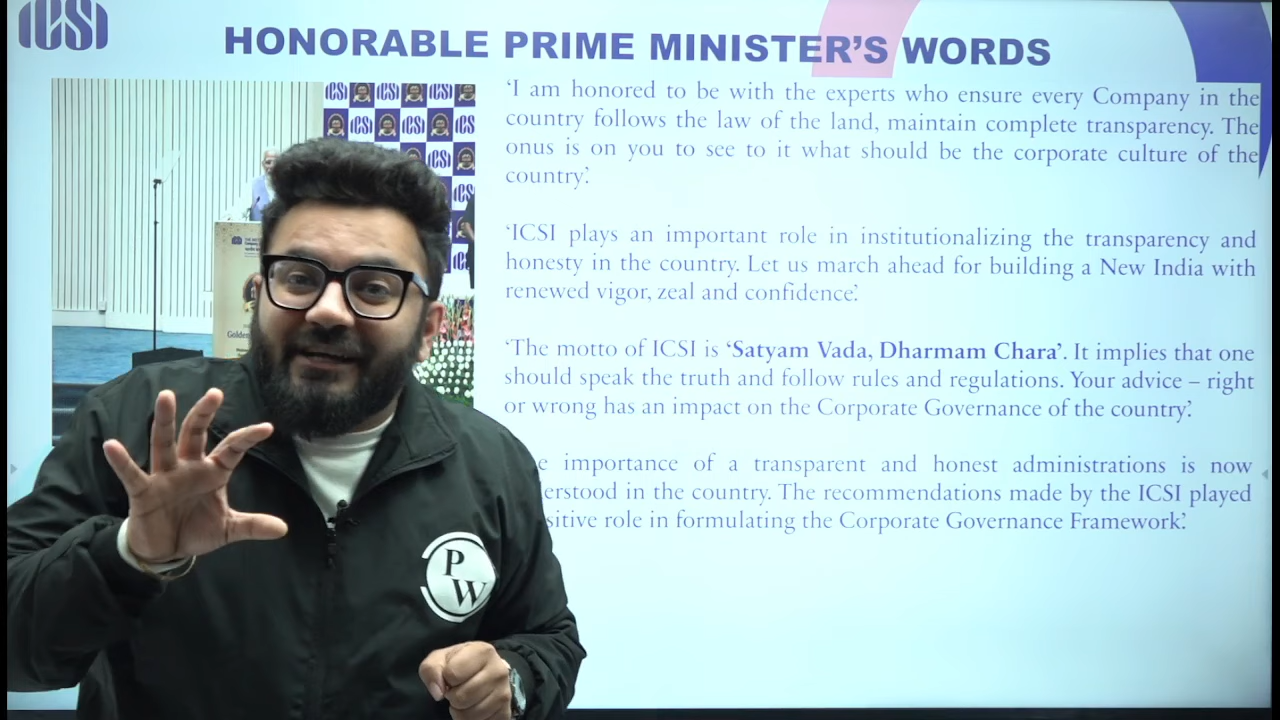 ICSI
HONORABLE PRIME MINISTER'S WORDS
'I am honored to be with the experts who ensure every Company in the
country follows the law of the land, maintain complete transparency. The
onus is on you to see to it what should be the corporate culture of the
country'.
'ICSI plays an important role in institutionalizing the transparency and
honesty in the country. Let us march ahead for building a New India with
renewed vigor, zeal and confidence'.
'The motto of ICSI is 'Satyam Vada, Dharmam Chara'. It implies that one
should speak the truth and follow rules and regulations. Your advice – right
or wrong has an impact on the Corporate Governance of the country'.
e importance of a transparent and honest administrations is now
erstood in the country. The recommendations made by the ICSI played
sitive role in formulating the Corporate Governance Framework'.
ICSI ICSI
ICSI
ICSI
ICSI
Golden
P
W